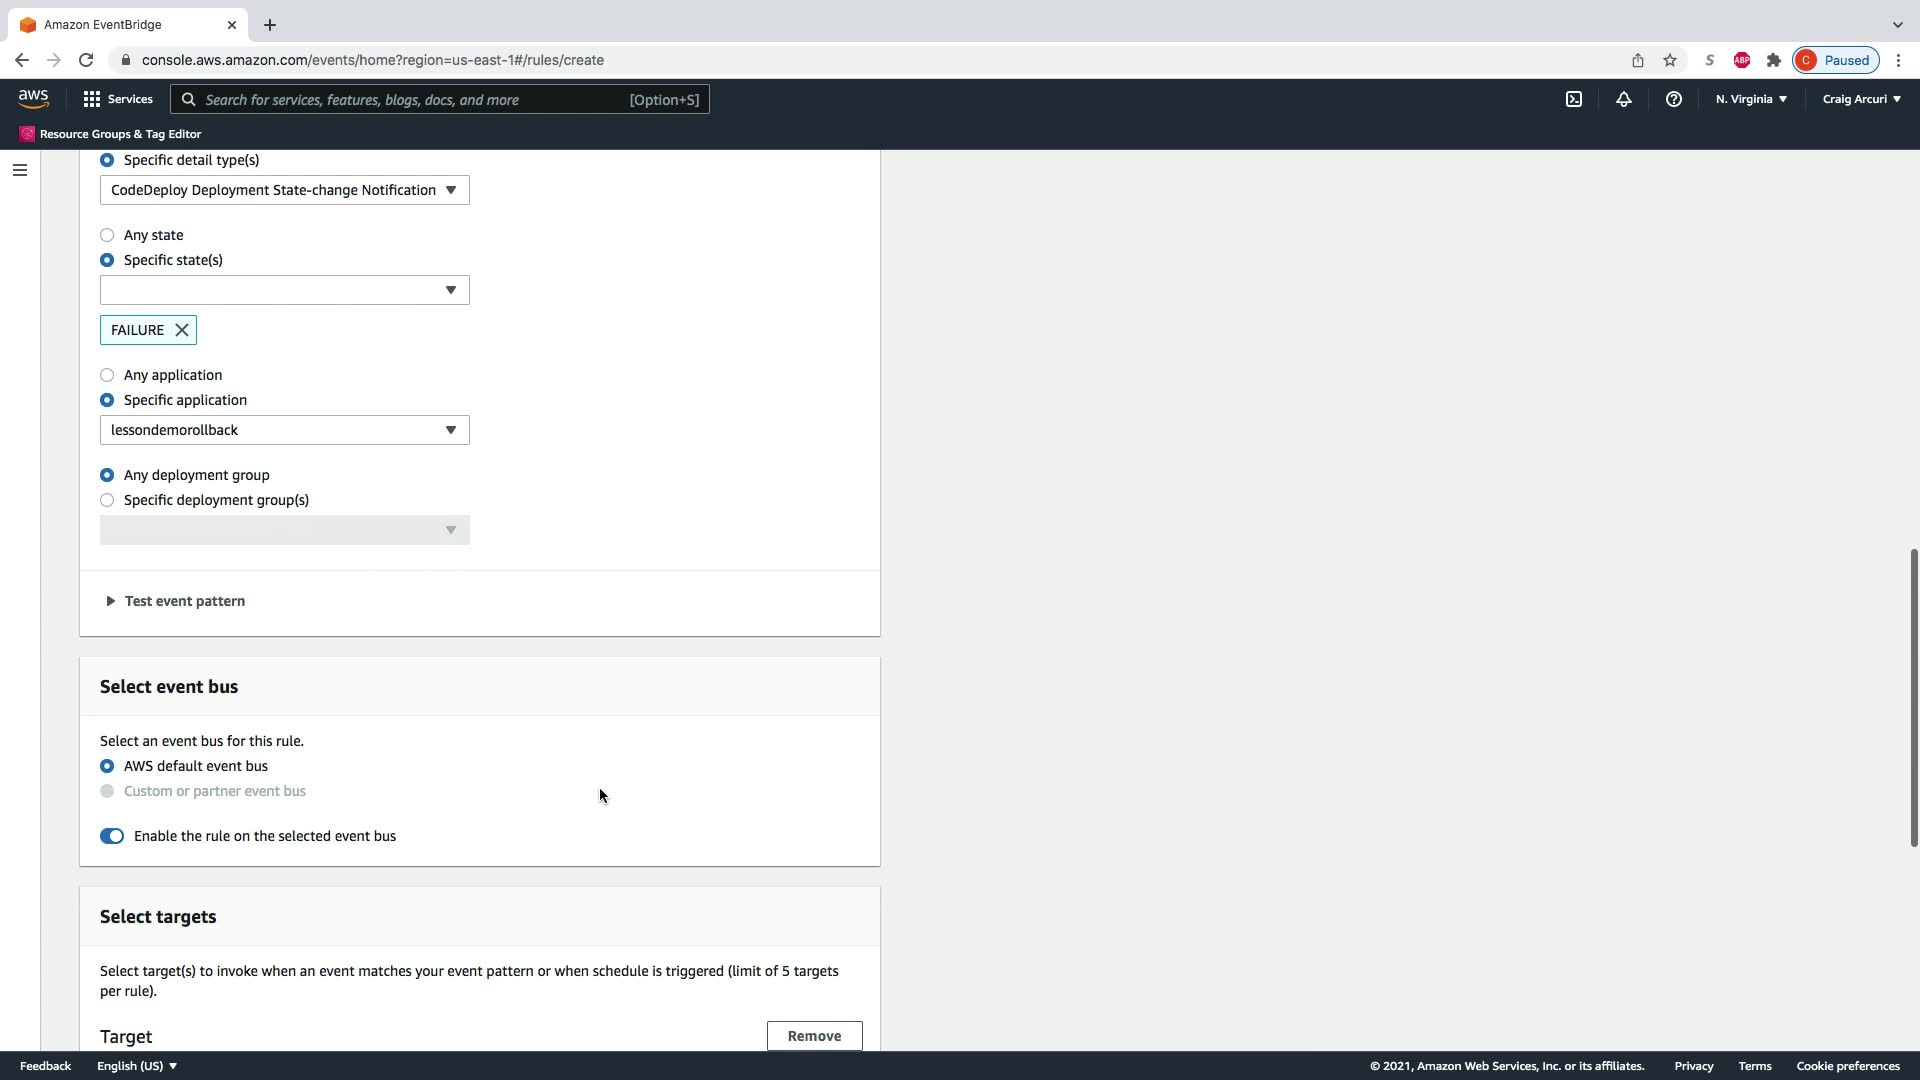 Amazon EventBridge
console.aws.amazon.com/events/home?region=us-east-1#/rules/create
S
ABP
C Paused
aws
Services
Search for services, features, blogs, docs, and more [Option+S]
N. Virginia
Craig Arcuri
Resource Groups & Tag Editor
Specific detail type(s)
CodeDeploy Deployment State-change Notification
Any state
Specific state(s)
FAILURE
Any application
Specific application
lessondemorollback
Any deployment group
Specific deployment group(s)
Test event pattern
Select event bus
Select an event bus for this rule.
AWS default event bus
Custom or partner event bus
Enable the rule on the selected event bus
Select targets
Select target(s) to invoke when an event matches your event pattern or when schedule is triggered (limit of 5 targets
per rule).
Target
Remove
Feedback
English (US)
© 2021, Amazon Web Services, Inc. or its affiliates.
Privacy
Terms
Cookie preferences